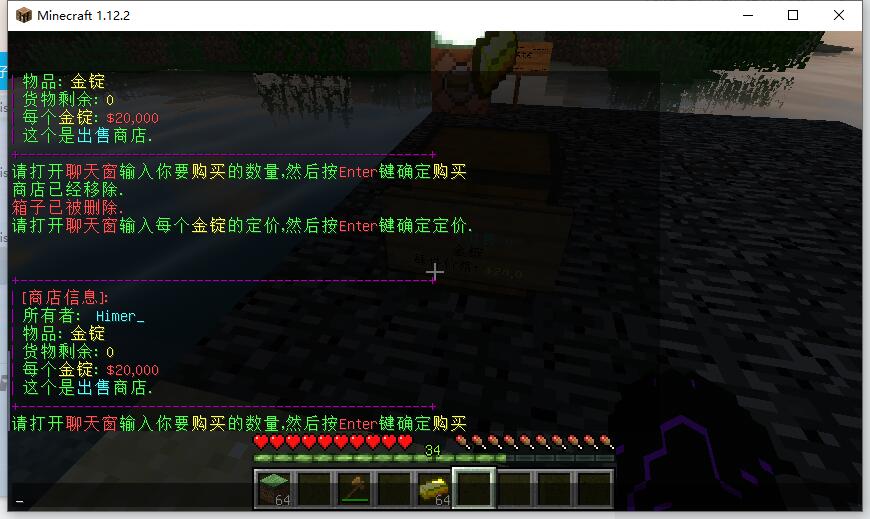 Minecraft 1.12.2
物品: 金锭
货物剩余: 0
每个金锭: $20,000
这个是出售商店.
请打开聊天窗输入你要购买的数量,然后按Enter键确定购买
商店已经移除.
箱子已被删除.
请打开聊天窗输入每个金锭的定价,然后按Enter键确定定价.
[商店信息]:
所有者: Himer_
物品: 金锭
货物剩余: 0
每个金锭: $20,000
这个是出售商店.
请打开聊天窗输入你要购买的数量,然后按Enter键确定购买
34
64
64
_